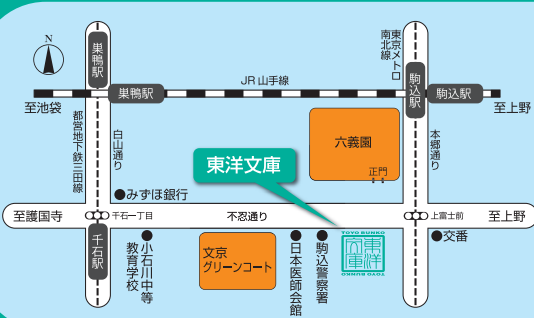 N
巣鴨駅
巣鴨駅
JR 山手線
東京メトロ
南北線
駒込駅
駒込駅
至池袋
至上野
都営地下鉄三田線
白山通り
本郷通り
六義園
正門
東洋文庫
みずほ銀行
至護国寺
千石一丁目
不忍通り
上富士前
至上野
千石駅
小石川中等
教育学校
文京
グリーンコート
日本医師会館
駒込警察署
TOYO BUNKO
東洋
文庫
TOYO BUNKO
交番